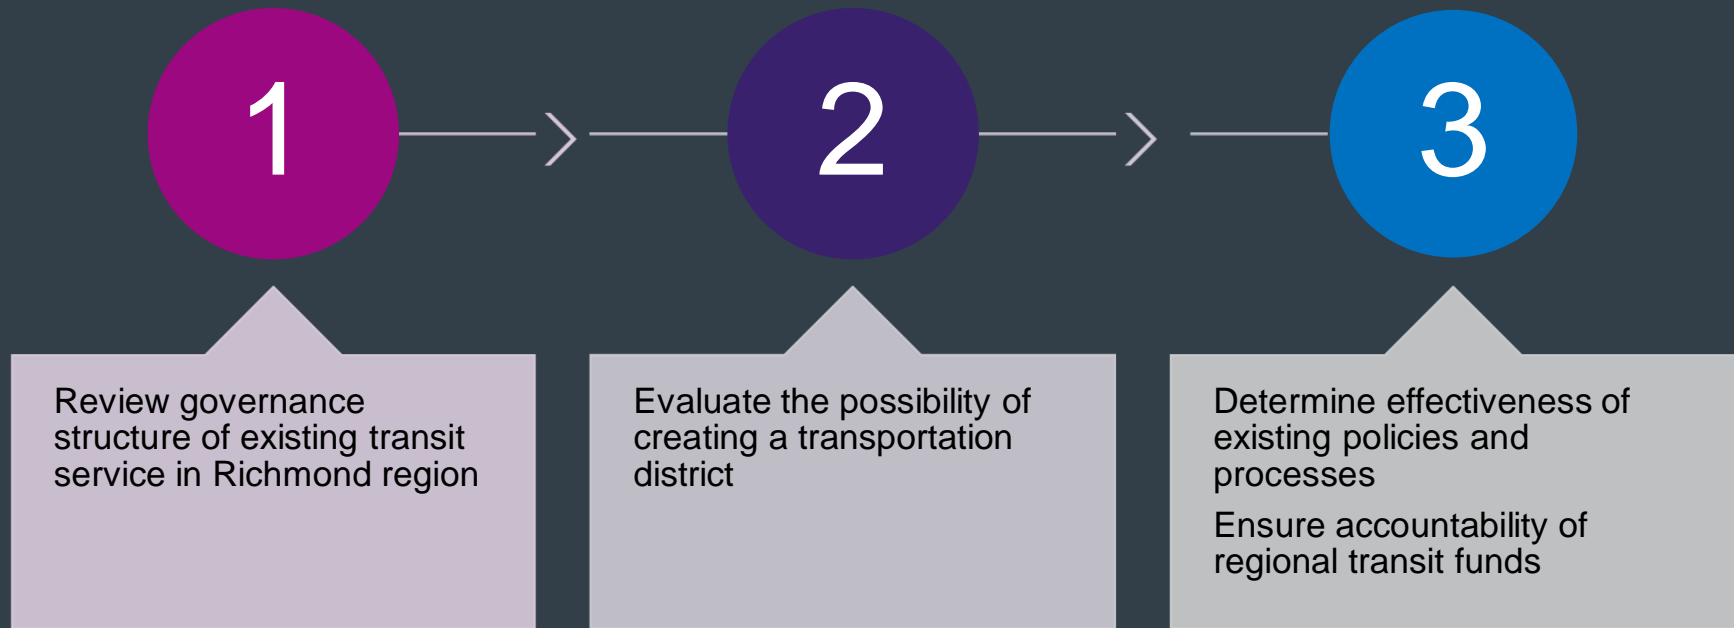 1
2
3
Review governance
structure of existing transit
service in Richmond region
Evaluate the possibility of
creating a transportation
district
Determine effectiveness of
existing policies and
processes
Ensure accountability of
regional transit funds